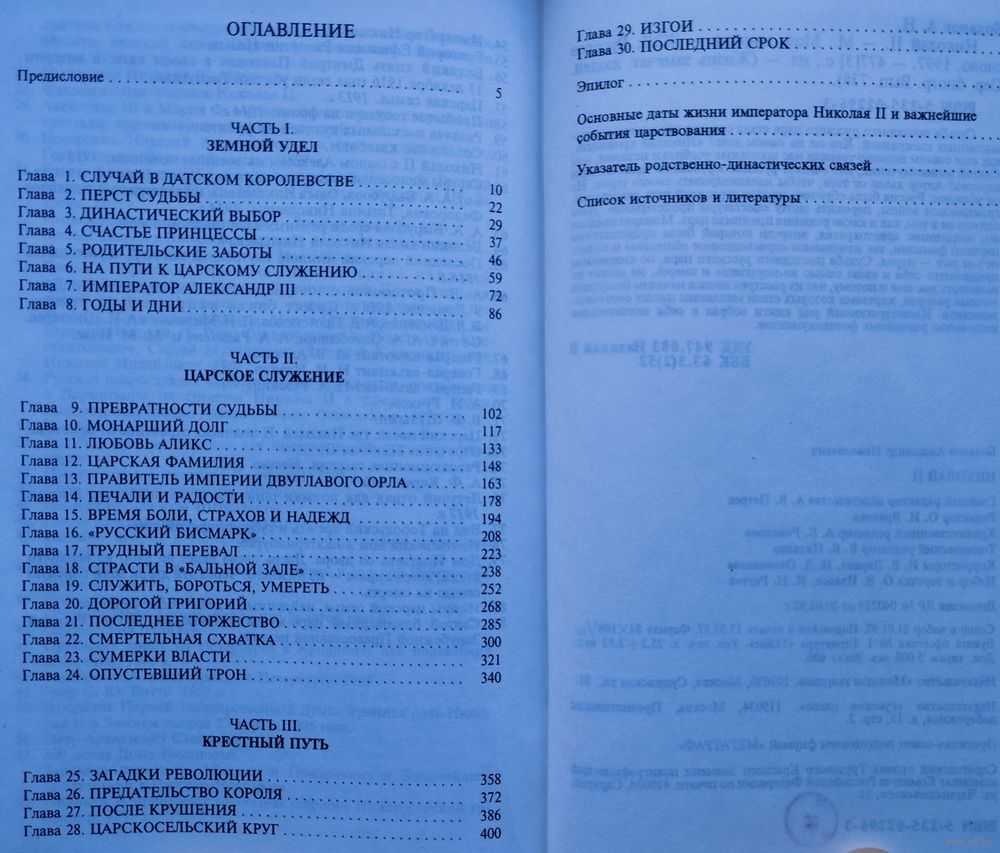 ОГЛАВЛЕНИЕ
Предисловие 5
ЧАСТЬ I.
ЗЕМНОЙ УДЕЛ
Глава 1. СЛУЧАЙ В ДАТСКОМ КОРОЛЕВСТВЕ 10
Глава 2. ПЕРСТ СУДЬБЫ 22
Глава 3. ДИНАСТИЧЕСКИЙ ВЫБОР 29
Глава 4. СЧАСТЬЕ ПРИНЦЕССЫ 37
Глава 5. РОДИТЕЛЬСКИЕ ЗАБОТЫ 46
Глава 6. НА ПУТИ К ЦАРСКОМУ СЛУЖЕНИЮ 59
Глава 7. ИМПЕРАТОР АЛЕКСАНДР III 72
Глава 8. ГОДЫ И ДНИ 86
ЧАСТЬ II.
ЦАРСКОЕ СЛУЖЕНИЕ
Глава 9. ПРЕВРАТНОСТИ СУДЬБЫ 102
Глава 10. МОНАРШИЙ ДОЛГ 117
Глава 11. ЛЮБОВЬ АЛИКС 133
Глава 12. ЦАРСКАЯ ФАМИЛИЯ 148
Глава 13. ПРАВИТЕЛЬ ИМПЕРИИ ДВУГЛАВОГО ОРЛА 163
Глава 14. ПЕЧАЛИ И РАДОСТИ 178
Глава 15. ВРЕМЯ БОЛИ, СТРАХОВ И НАДЕЖД 194
Глава 16. «РУССКИЙ БИСМАРК» 208
Глава 17. ТРУДНЫЙ ПЕРЕВАЛ 223
Глава 18. СТРАСТИ В «БАЛЬНОЙ ЗАЛЕ» 238
Глава 19. СЛУЖИТЬ, БОРОТЬСЯ, УМЕРЕТЬ 252
Глава 20. ДОРОГОЙ ГРИГОРИЙ 268
Глава 21. ПОСЛЕДНЕЕ ТОРЖЕСТВО 285
Глава 22. СМЕРТЕЛЬНАЯ СХВАТКА 300
Глава 23. СУМЕРКИ ВЛАСТИ 321
Глава 24. ОПУСТЕВШИЙ ТРОН 340
ЧАСТЬ III.
КРЕСТНЫЙ ПУТЬ
Глава 25. ЗАГАДКИ РЕВОЛЮЦИИ 358
Глава 26. ПРЕДАТЕЛЬСТВО КОРОЛЯ 372
Глава 27. ПОСЛЕ КРУШЕНИЯ 386
Глава 28. ЦАРСКОСЕЛЬСКИЙ КРУГ 400
Глава 29. ИЗГОИ
Глава 30. ПОСЛЕДНИЙ СРОК
Эпилог
Основные даты жизни императора Николая II и важнейшие
события царствования
Указатель родственно-династических связей
Список источников и литературы